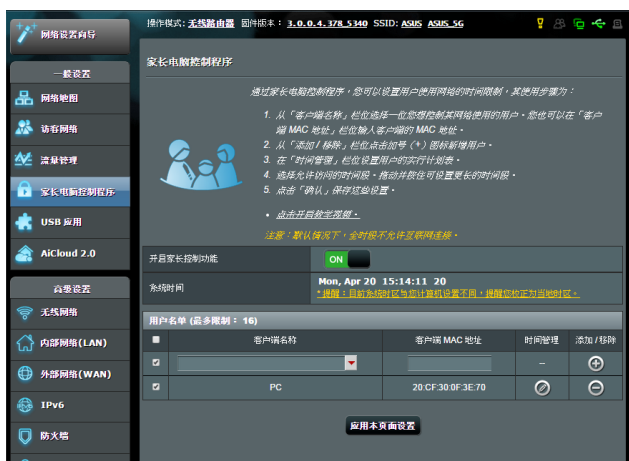 网络设置向导
操作模式: 无线路由器 固件版本: 3.0.0.4.378_5340 SSID: ASUS ASUS_5G
一般设置
网络地图
访客网络
流量管理
家长电脑控制程序
USB 应用
AiCloud 2.0
高级设置
无线网络
内部网络(LAN)
外部网络(WAN)
IPv6
防火墙
家长电脑控制程序
通过家长电脑控制程序，您可以设置用户使用网络的时间限制，其使用步骤为：
1. 从「客户端名称」栏位选择一位您想控制其网络使用的用户。您也可以在「客户
端 MAC 地址」栏位输入客户端的 MAC 地址。
2. 从「添加 / 移除」栏位点击加号（+）图标新增用户。
3. 在「时间管理」栏位设置用户的实行计划表。
4. 选择允许访问的时间段。拖动并按住可设置更长的时间段。
5. 点击「确认」保存这些设置。
点击开启教学视频。
注意：默认情况下，全时段不允许互联网连接。
开启家长控制功能
ON
系统时间
Mon, Apr 20 15:14:11 20
*提醒：目前系统时区与您计算机设置不同，提醒您校正为当地时区。
用户名单 (最多限制： 16)
客户端名称 客户端 MAC 地址 时间管理 添加 / 移除
–
PC 20:CF:30:0F:3E:70
应用本页面设置